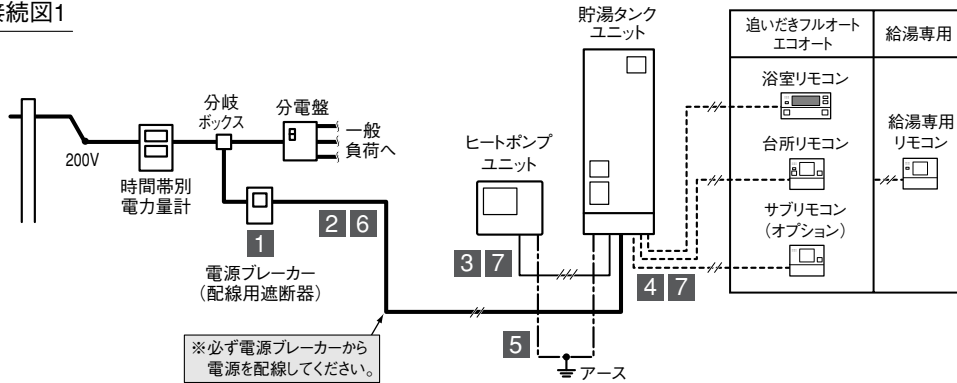 接続図1
貯湯タンク
ユニット
追いだきフルオート
エコオート
給湯専用
浴室リモコン
分岐
ボックス
分電盤
一般
負荷へ
ヒートポンプ
ユニット
台所リモコン
給湯専用
リモコン
200V
時間帯別
電力量計
サブリモコン
（オプション）
1
2 6
3 7
4 7
電源ブレーカー
（配線用遮断器）
5
※必ず電源ブレーカーから
電源を配線してください。
アース